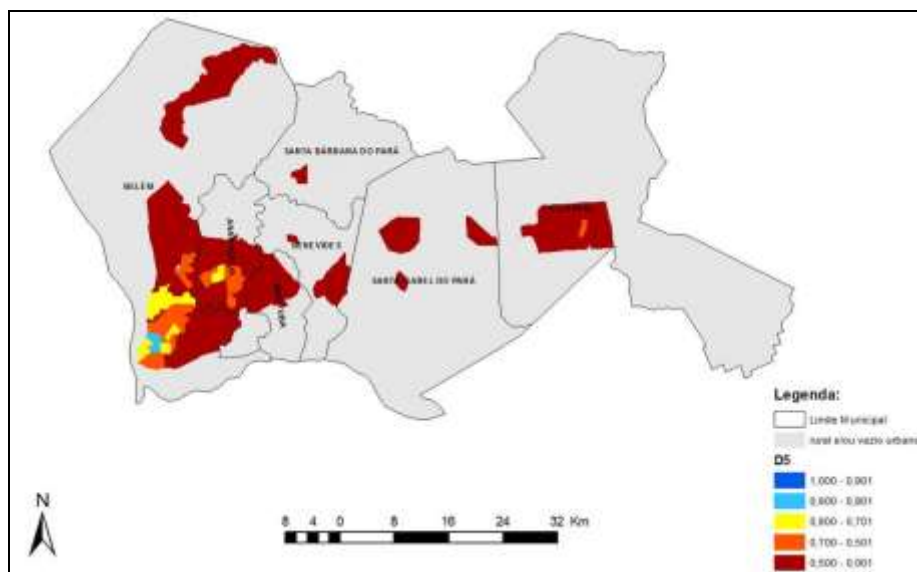 SANTA BÁRBARA DO PARÁ
BELÉM
BENEVIDES
SANTA ISABEL DO PARÁ
Legenda:
Limite Municipal
rural e/ou vazio urbano
D5
1,000 - 0,901
0,900 - 0,801
0,800 - 0,701
0,700 - 0,501
0,500 - 0,001
N
8 4 0 8 16 24 32 Km